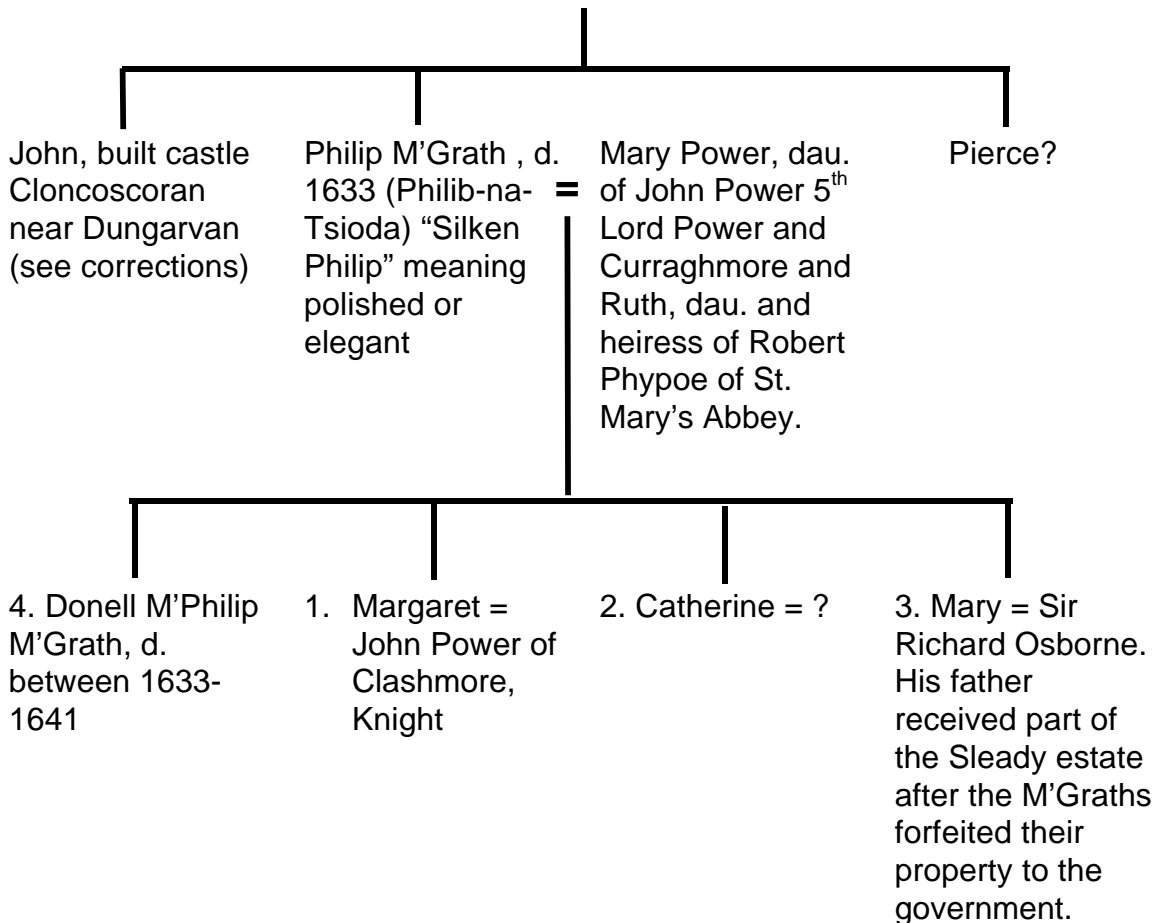 John, built castle
Cloncoscoran
near Dungarvan
(see corrections)
Philip M'Grath , d.
1633 (Philib-na-
Tsioda) “Silken
Philip” meaning
polished or
elegant
=
Mary Power, dau.
of John Power 5th
Lord Power and
Curraghmore and
Ruth, dau. and
heiress of Robert
Phypoe of St.
Mary’s Abbey.
Pierce?
4. Donell M’Philip
M’Grath, d.
between 1633-
1641
1. Margaret =
John Power of
Clashmore,
Knight
2. Catherine = ?
3. Mary = Sir
Richard Osborne.
His father
received part of
the Sleady estate
after the M’Graths
forfeited their
property to the
government.